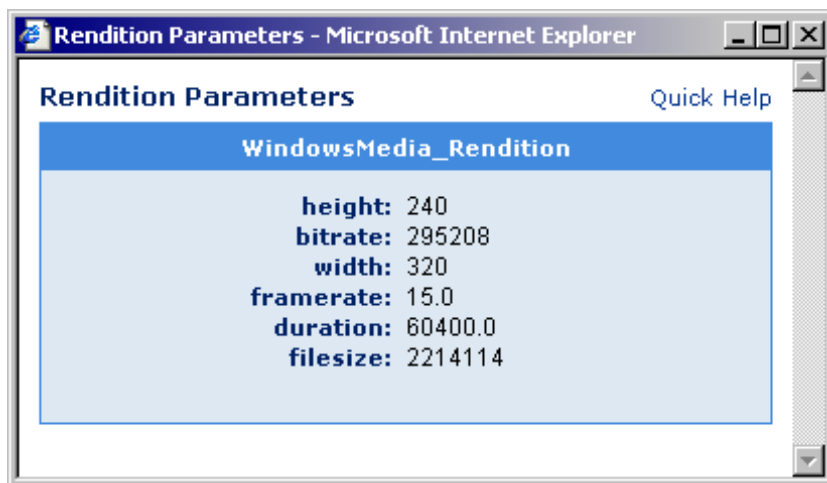 Rendition Parameters - Microsoft Internet Explorer
Rendition Parameters Quick Help
WindowsMedia_Rendition
height: 240
bitrate: 295208
width: 320
framerate: 15.0
duration: 60400.0
filesize: 2214114